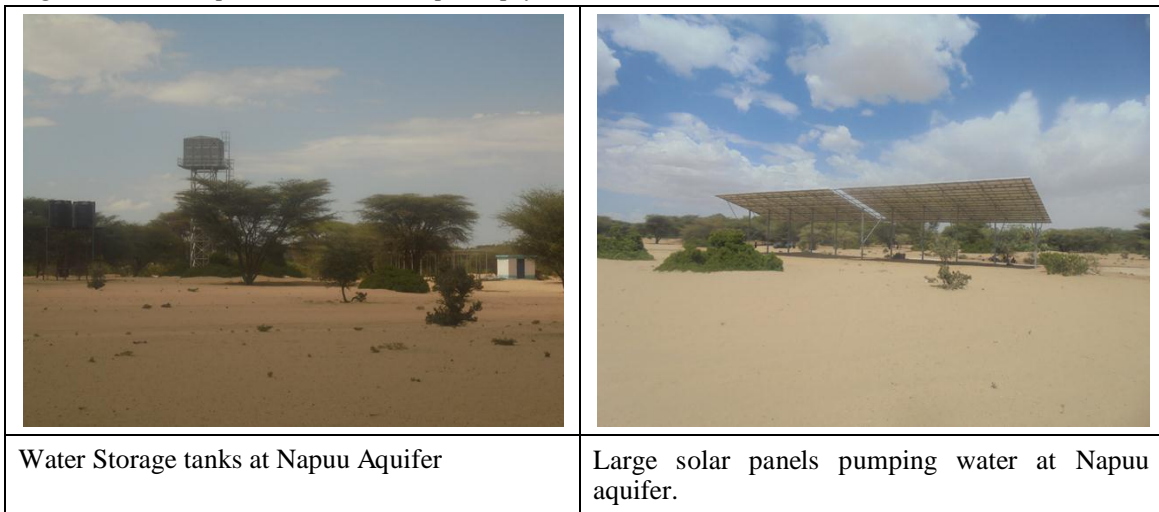 Water Storage tanks at Napuu Aquifer
Large solar panels pumping water at Napuu
aquifer.